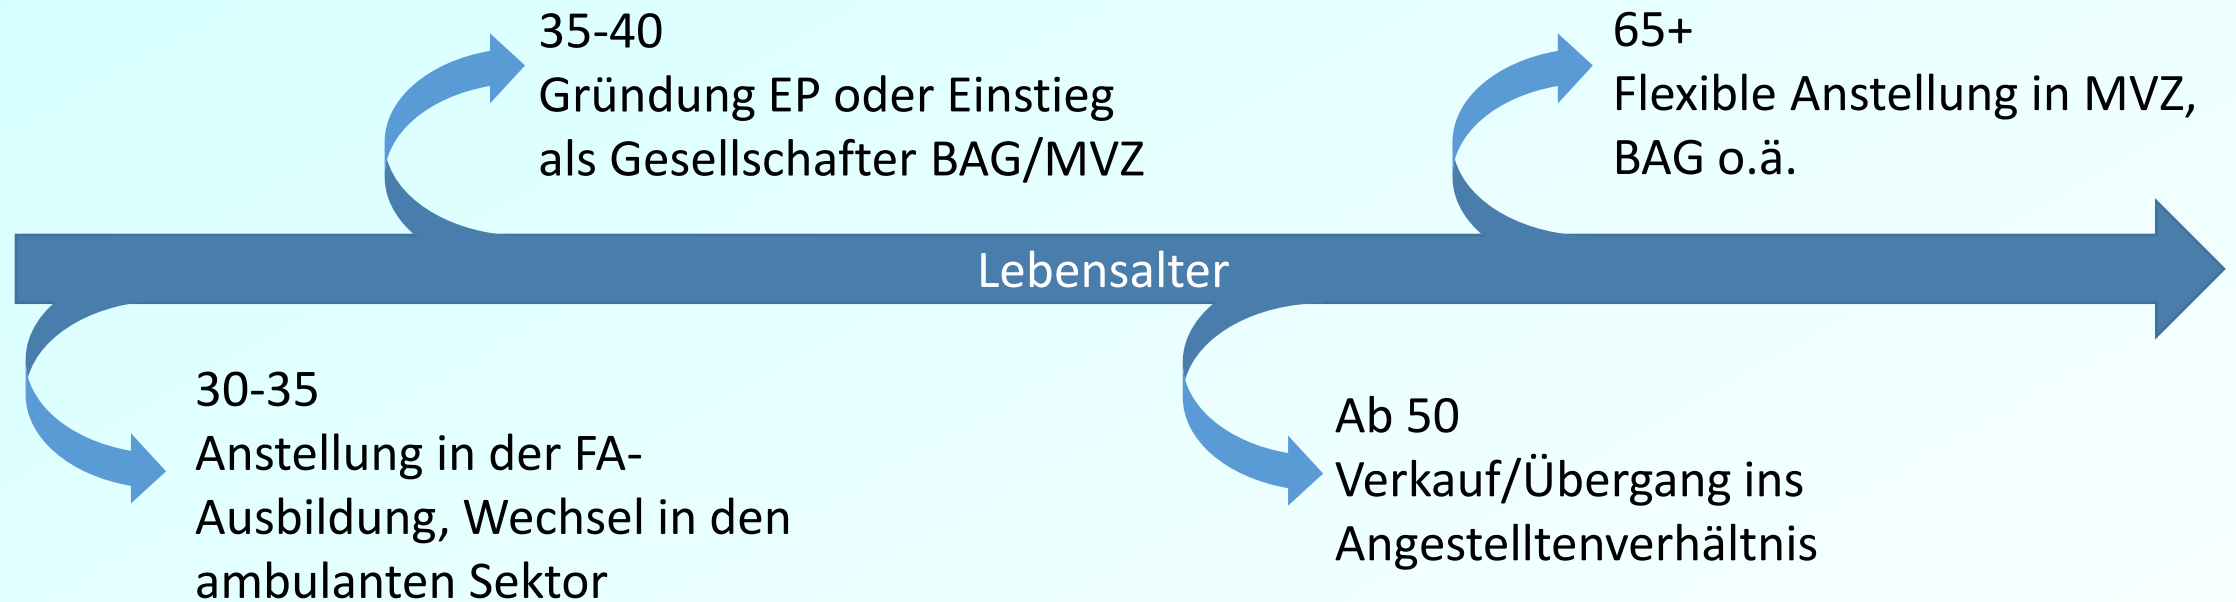 35-40
Gründung EP oder Einstieg
als Gesellschafter BAG/MVZ
65+
Flexible Anstellung in MVZ,
BAG o.ä.
Lebensalter
30-35
Anstellung in der FA-
Ausbildung, Wechsel in den
ambulanten Sektor
Ab 50
Verkauf/Übergang ins
Angestelltenverhältnis